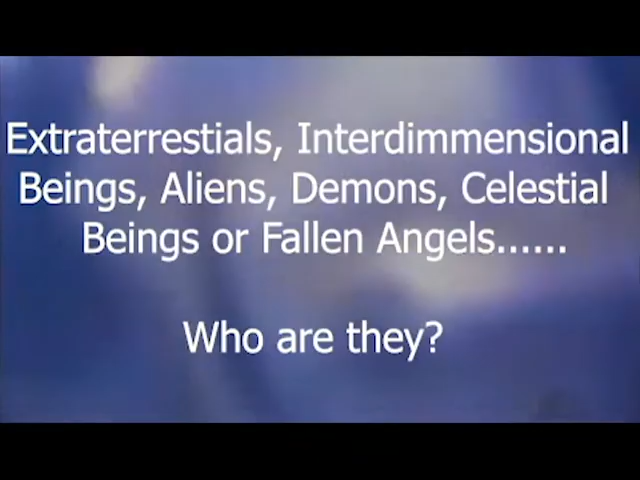 Extraterrestials, Interdimmensional
Beings, Aliens, Demons, Celestial
Beings or Fallen Angels......
Who are they?